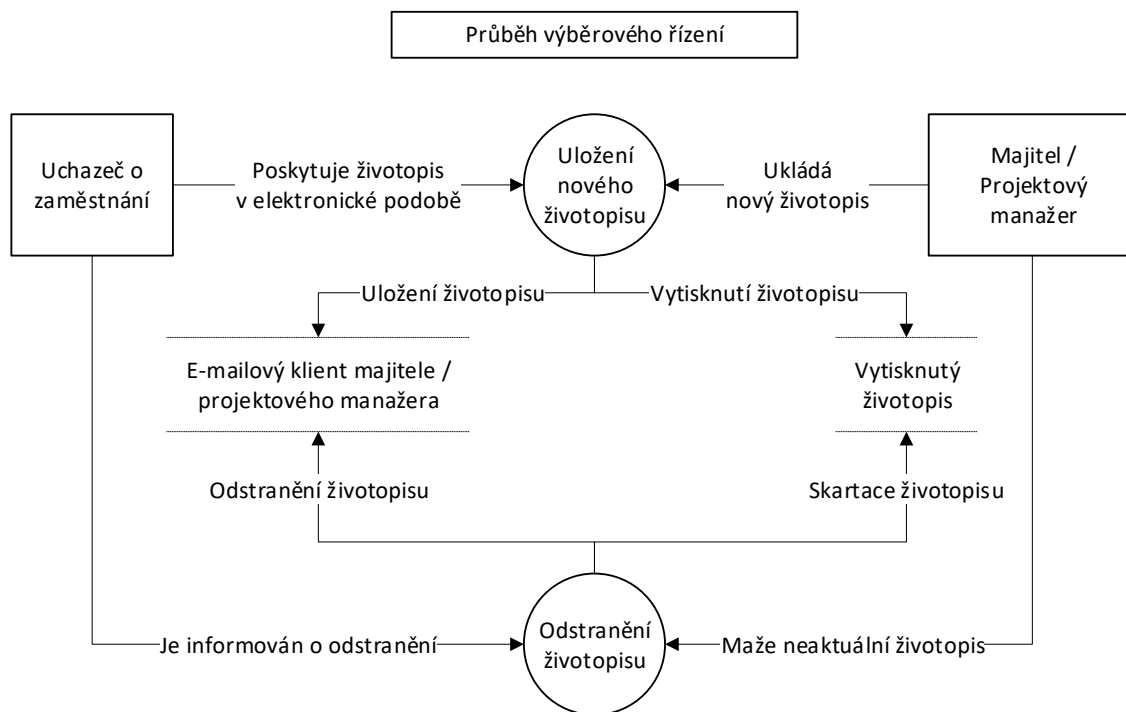 Průběh výběrového řízení
Uchazeč o
zaměstnání
Poskytuje životopis
v elektronické podobě
Uložení
nového
životopisu
Ukládá
nový životopis
Majitel /
Projektový
manažer
Uložení životopisu
Vytisknutí životopisu
E-mailový klient majitele /
projektového manažera
Vytisknutý
životopis
Odstranění životopisu
Skartace životopisu
Je informován o odstranění
Odstranění
životopisu
Maže neaktuální životopis